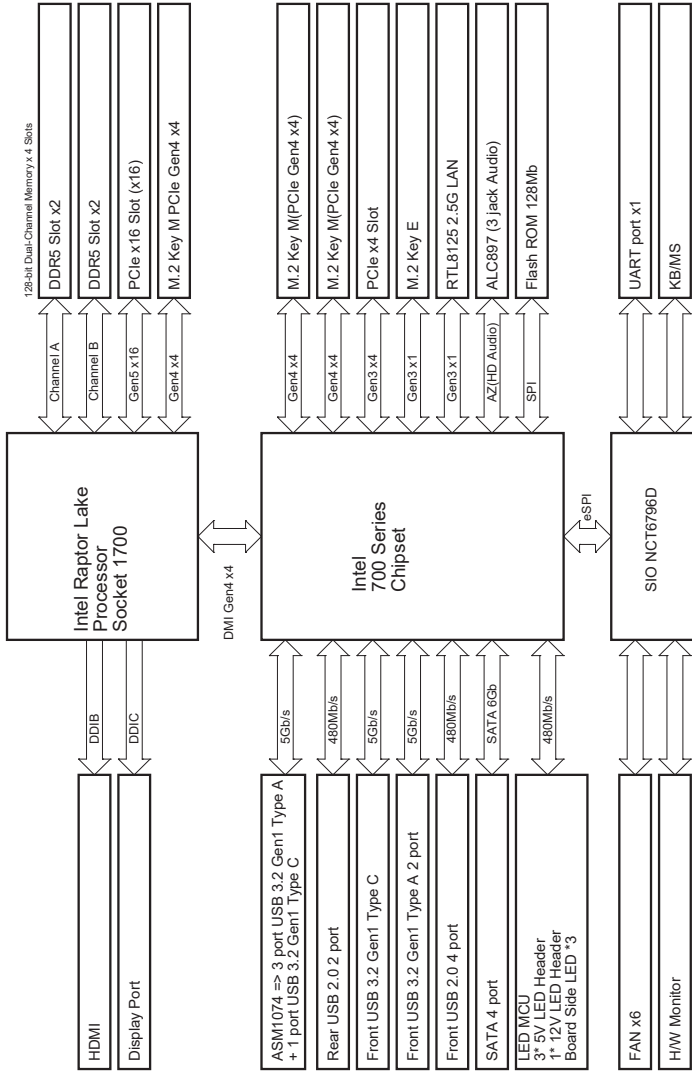 128-bit Dual-Channel Memory x 4 Slots
HDMI
DDIB
Display Port
DDIC
Intel Raptor Lake
Processor
Socket 1700
Channel A
DDR5 Slot x2
Channel B
DDR5 Slot x2
Gen5 x16
PCIe x16 Slot (x16)
Gen4 x4
M.2 Key M PCIe Gen4 x4
DMI Gen4 x4
ASM1074 => 3 port USB 3.2 Gen1 Type A
+ 1 port USB 3.2 Gen1 Type C
5Gb/s
Rear USB 2.0 2 port
480Mb/s
Front USB 3.2 Gen1 Type C
5Gb/s
Front USB 3.2 Gen1 Type A 2 port
5Gb/s
Front USB 2.0 4 port
480Mb/s
SATA 4 port
SATA 6Gb
LED MCU
3* 5V LED Header
1* 12V LED Header
Board Side LED *3
480Mb/s
Intel
700 Series
Chipset
Gen4 x4
M.2 Key M(PCIe Gen4 x4)
Gen4 x4
M.2 Key M(PCIe Gen4 x4)
Gen3 x4
PCIe x4 Slot
Gen3 x1
M.2 Key E
Gen3 x1
RTL8125 2.5G LAN
AZ(HD Audio)
ALC897 (3 jack Audio)
SPI
Flash ROM 128Mb
eSPI
FAN x6
H/W Monitor
SIO NCT6796D
UART port x1
KB/MS